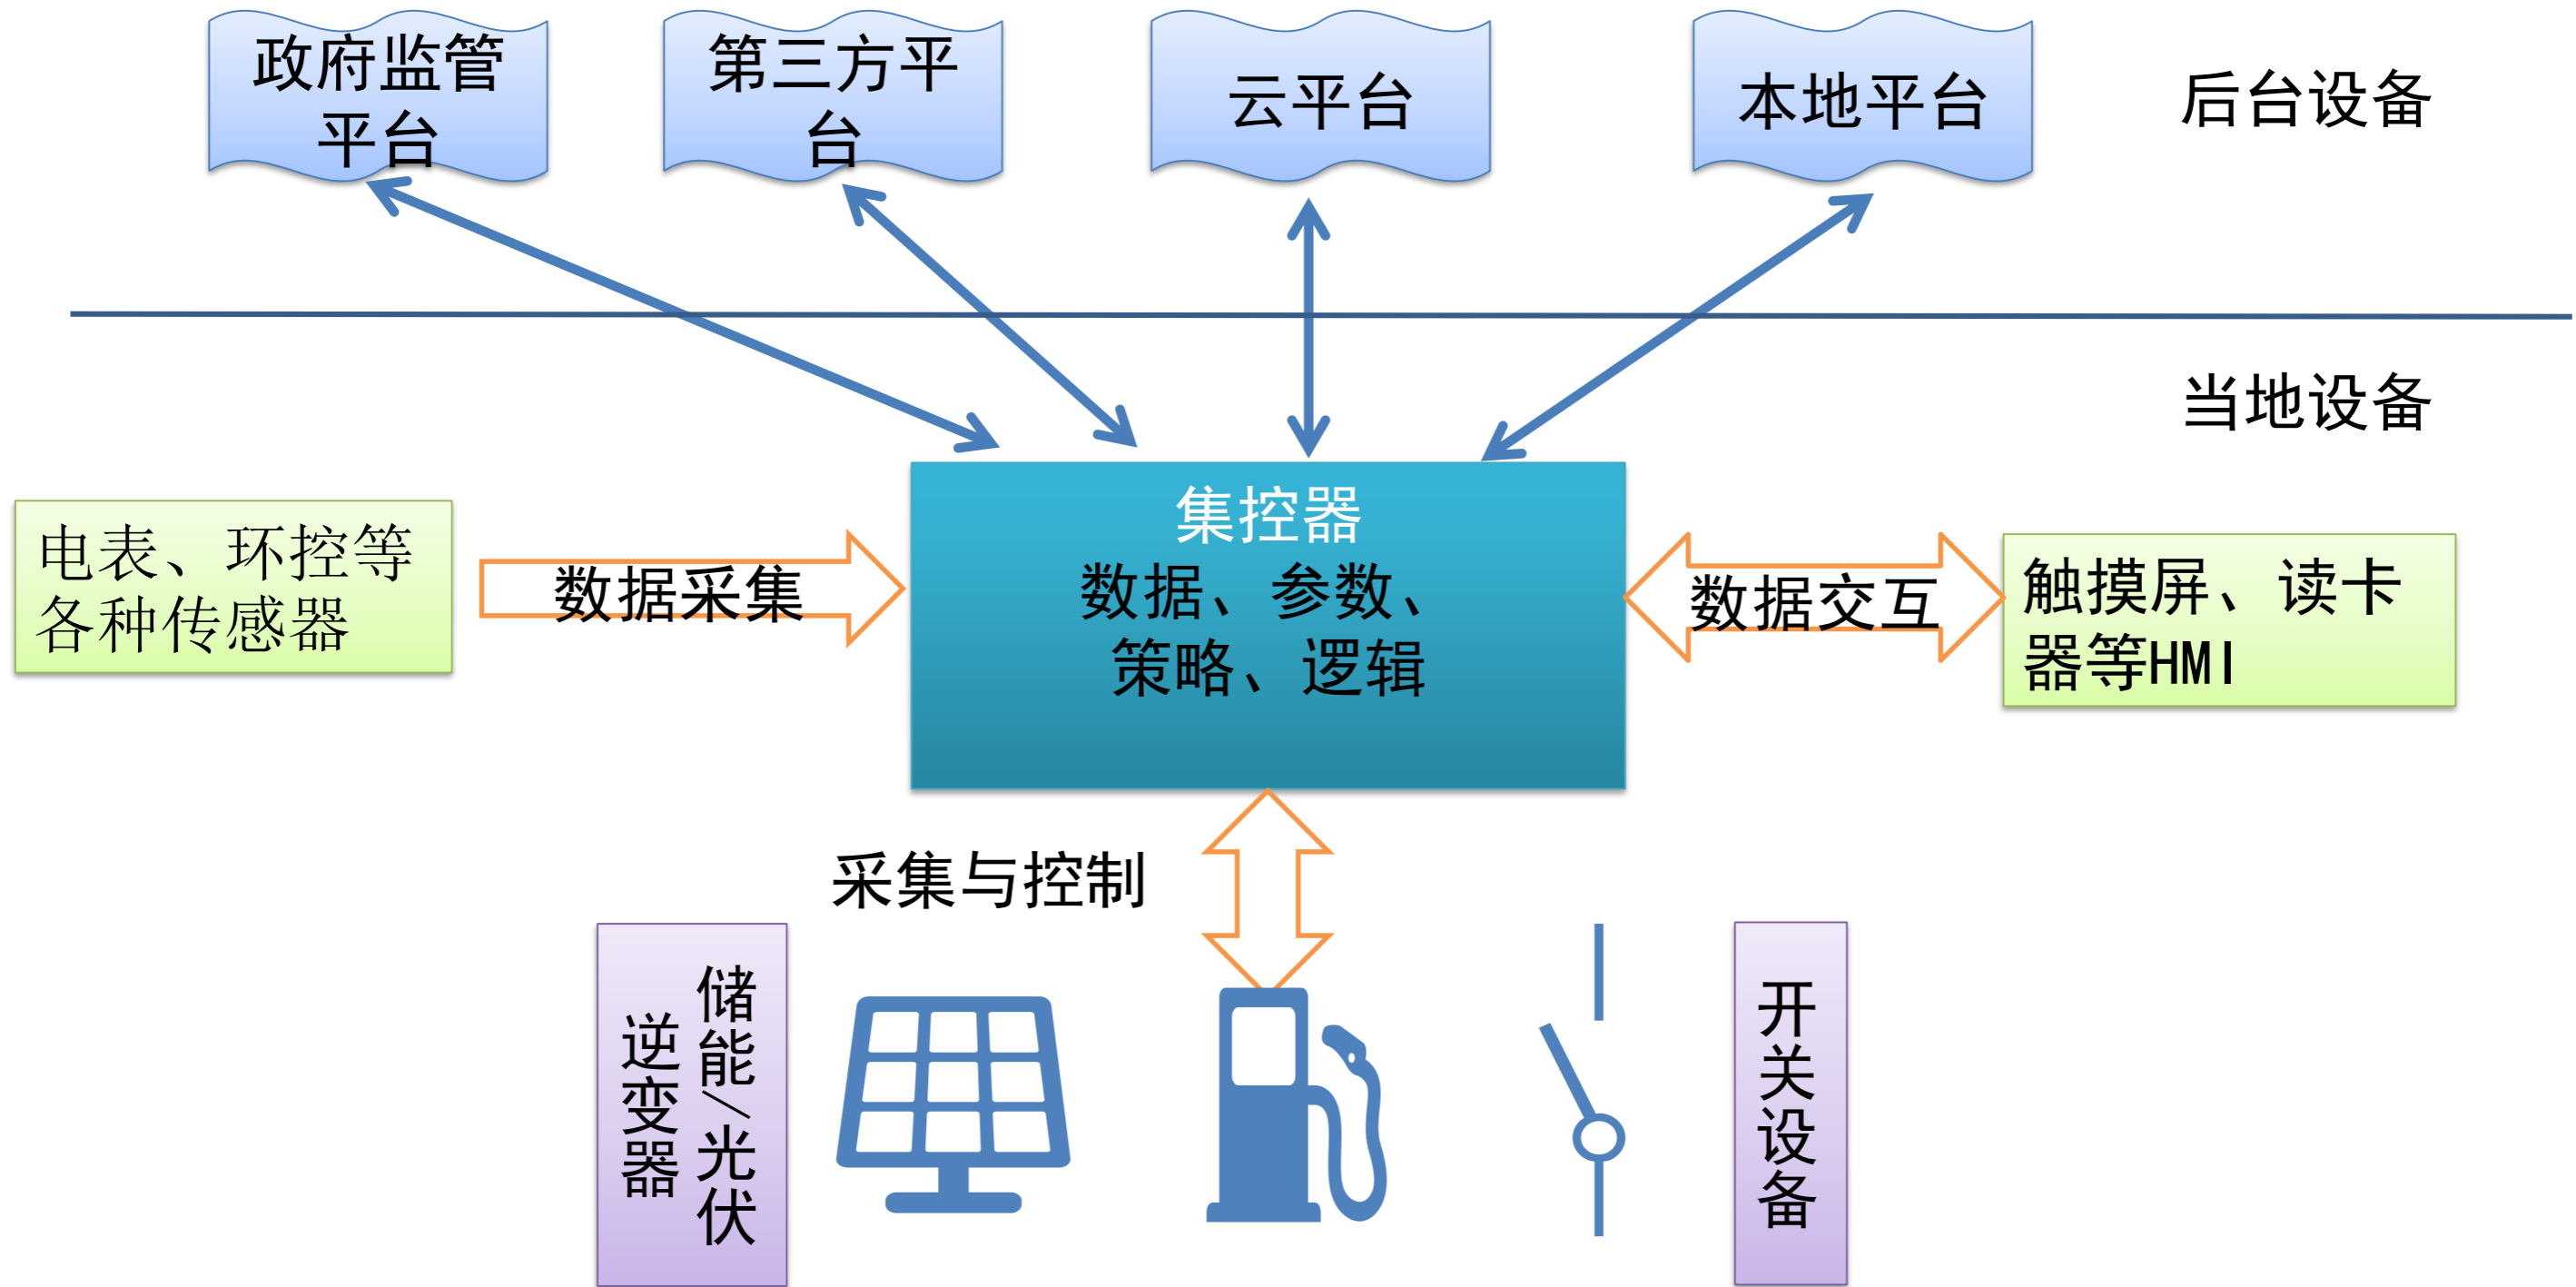 政府监管
平台
第三方平
台
云平台
本地平台
后台设备
当地设备
电表、环控等
各种传感器
数据采集
集控器
数据、参数、
策略、逻辑
数据交互
触摸屏、读卡
器等HMI
采集与控制
储能/光伏
逆变器
开关设备